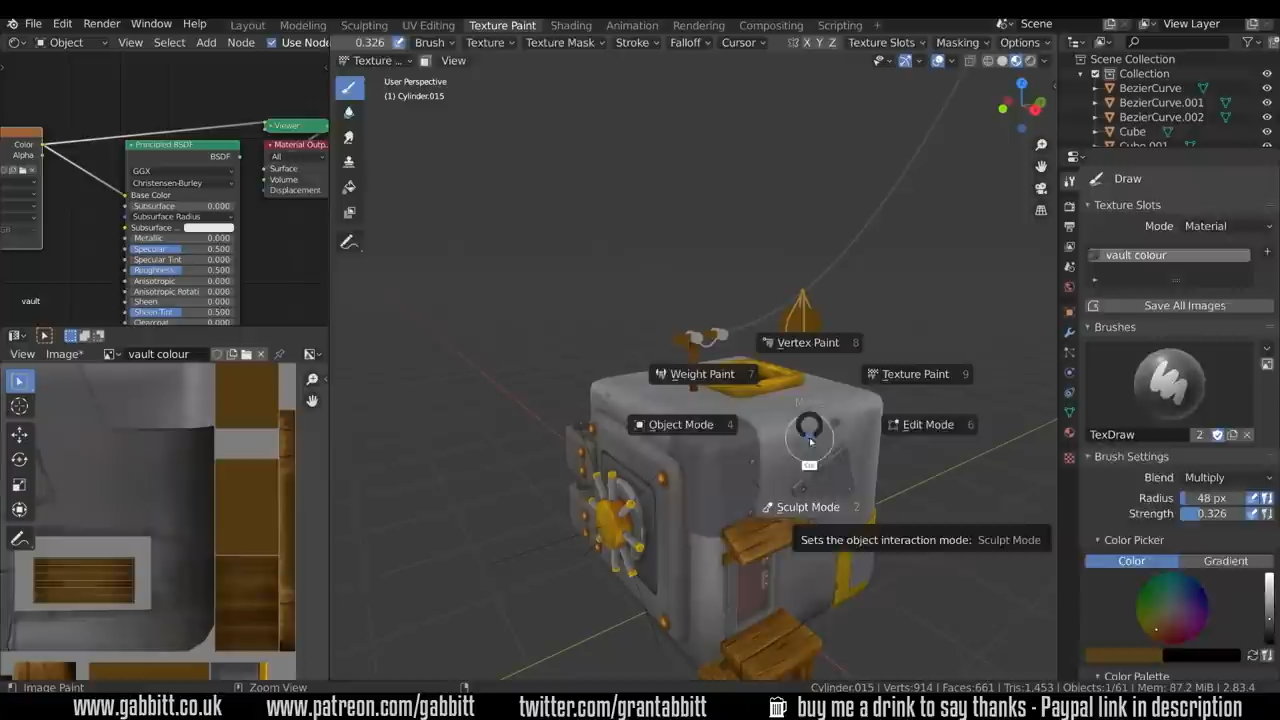 File Edit Render Window Help Layout Modeling Sculpting UV Editing Texture Paint Shading Animation Rendering Compositing Scripting + Scene View Layer
Object View Select Add Node Use Node 0.326 Brush Texture Texture Mask Stroke Falloff Cursor X Y Z Texture Slots Masking Options
Texture ... View
User Perspective
(1) Cylinder.015
Scene Collection
Collection
BezierCurve
BezierCurve.001
BezierCurve.002
Cube
Cube.001
Color
Alpha
Viewer
Principled BSDF
BSDF
GGX
Christensen-Burley
Base Color
Subsurface 0.000
Subsurface Radius
Subsurface ...
Metallic 0.000
Specular 0.500
Specular Tint 0.000
Roughness 0.500
Anisotropic 0.000
Anisotropic Rotati 0.000
Sheen 0.000
Sheen Tint 0.500
Clearcoat 0.000
Material Outp..
All
Surface
Volume
Displacement
vault
View Image* vault colour
Vertex Paint 8
Weight Paint 7
Texture Paint 9
Mode
Object Mode 4
Edit Mode 6
Sculpt Mode 2
Sets the object interaction mode: Sculpt Mode
Draw
Texture Slots
Mode Material
vault colour
Save All Images
Brushes
TexDraw 2
Brush Settings
Blend Multiply
Radius 48 px
Strength 0.326
Color Picker
Color Gradient
Color Palette
Image Paint Zoom View Cylinder.015 | Verts:914 | Faces:661 | Tris:1,453 | Objects:1/61 | Mem: 87.2 MiB | 2.83.4
www.gabbitt.co.uk www.patreon.com/gabbitt twitter.com/grantabbitt buy me a drink to say thanks - Paypal link in description